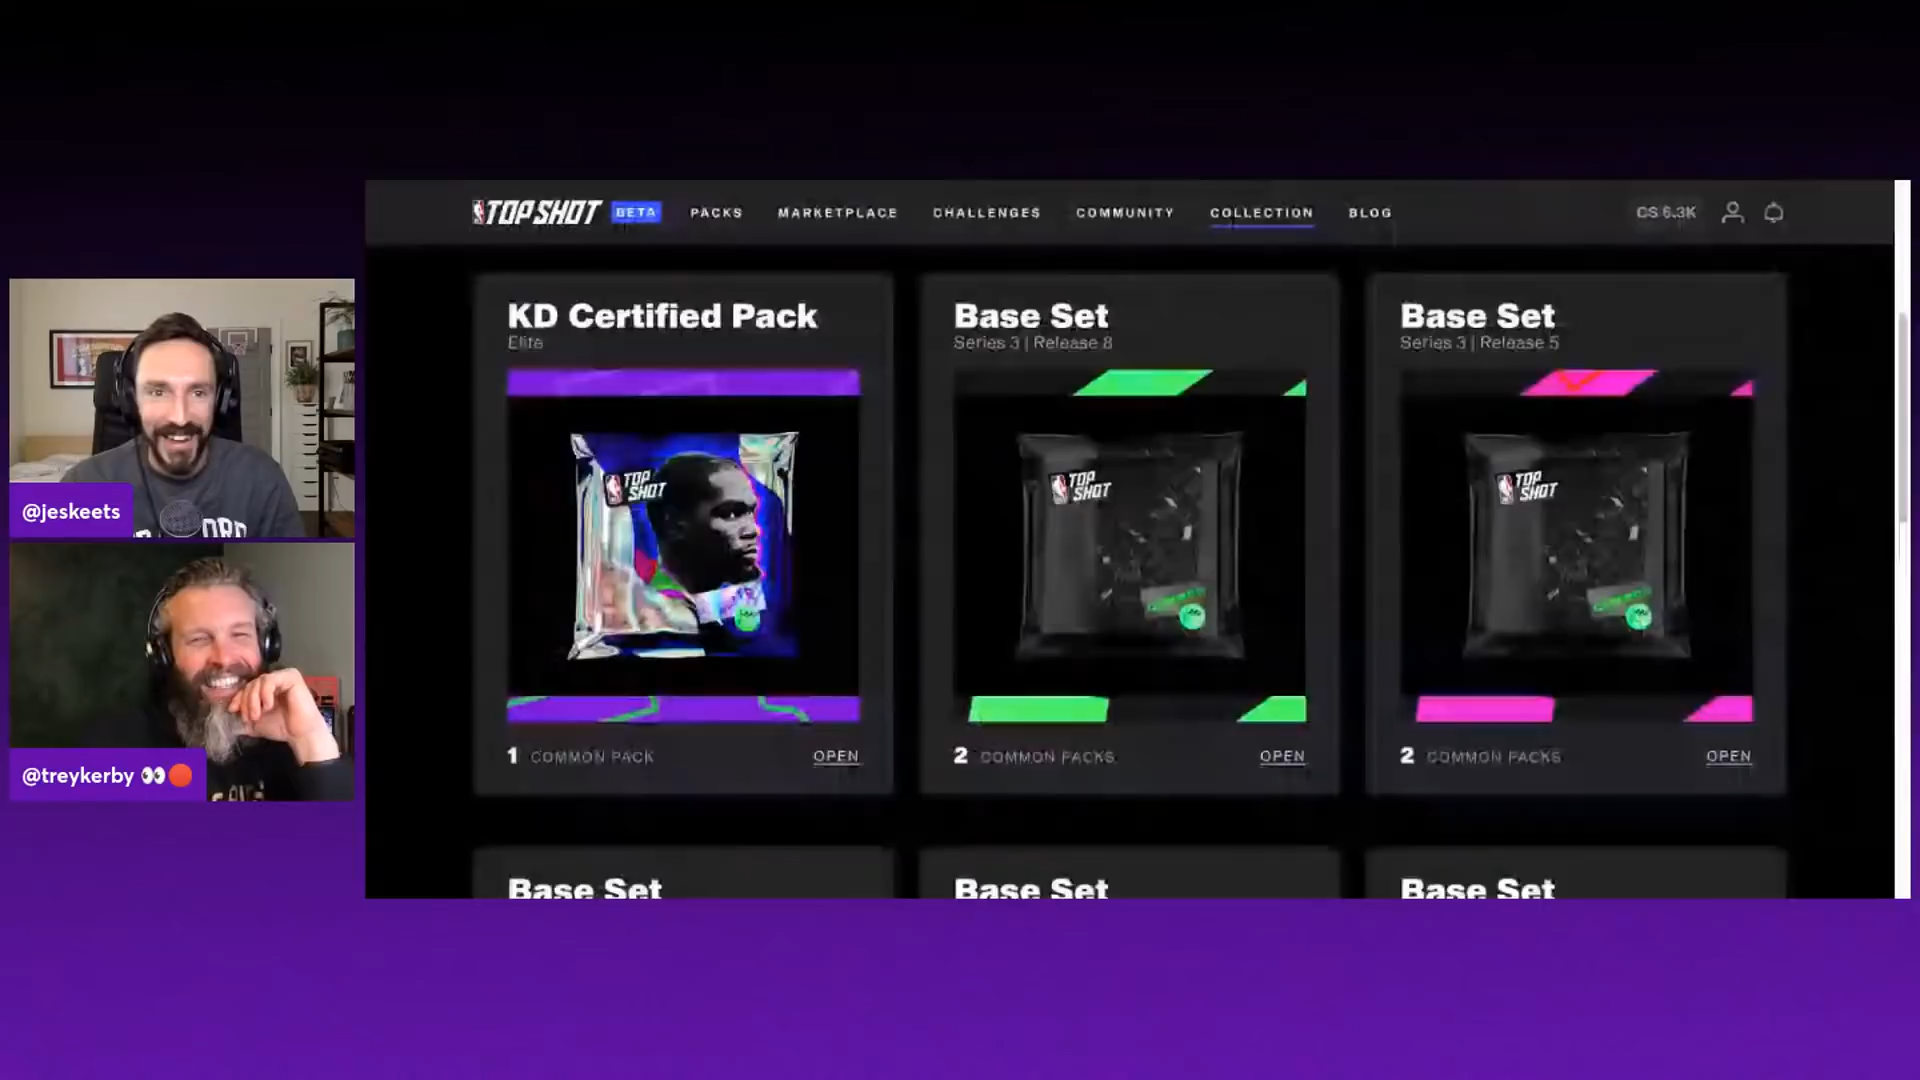 TOP SHOT BETA PACKS MARKETPLACE CHALLENGES COMMUNITY COLLECTION BLOG CS 6.3K
KD Certified Pack
Elite
TOP
SHOT
1 COMMON PACK OPEN
Base Set
Series 3 | Release 8
TOP
SHOT
2 COMMON PACKS OPEN
Base Set
Series 3 | Release 5
TOP
SHOT
2 COMMON PACKS OPEN
Base Set
Base Set
Base Set
@jeskeets
@treykerby